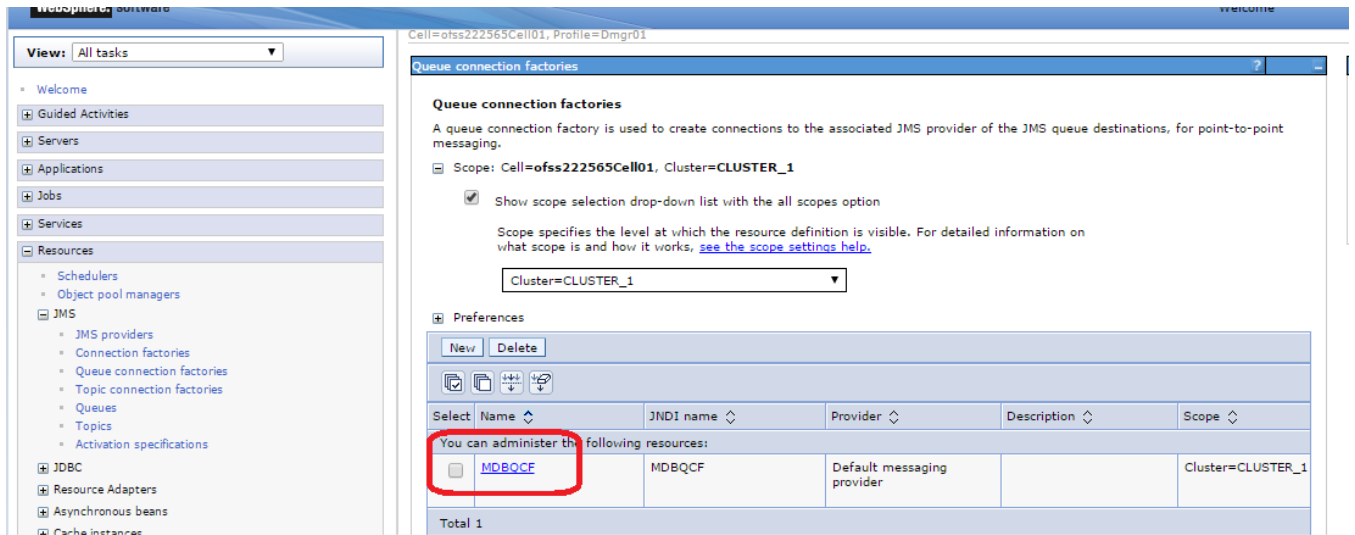 WebSphere. software
Welcome
View: All tasks
Cell=ofss222565Cell01, Profile=Dmgr01
Welcome
Guided Activities
Servers
Applications
Jobs
Services
Resources
Schedulers
Object pool managers
JMS
JMS providers
Connection factories
Queue connection factories
Topic connection factories
Queues
Topics
Activation specifications
JDBC
Resource Adapters
Asynchronous beans
Cache instances
Queue connection factories ?
Queue connection factories
A queue connection factory is used to create connections to the associated JMS provider of the JMS queue destinations, for point-to-point
messaging.
Scope: Cell=ofss222565Cell01, Cluster=CLUSTER_1
Show scope selection drop-down list with the all scopes option
Scope specifies the level at which the resource definition is visible. For detailed information on
what scope is and how it works, see the scope settings help.
Cluster=CLUSTER_1
Preferences
New Delete
Select Name JNDI name Provider Description Scope
You can administer the following resources:
MDBQCF MDBQCF Default messaging Cluster=CLUSTER_1
provider
Total 1